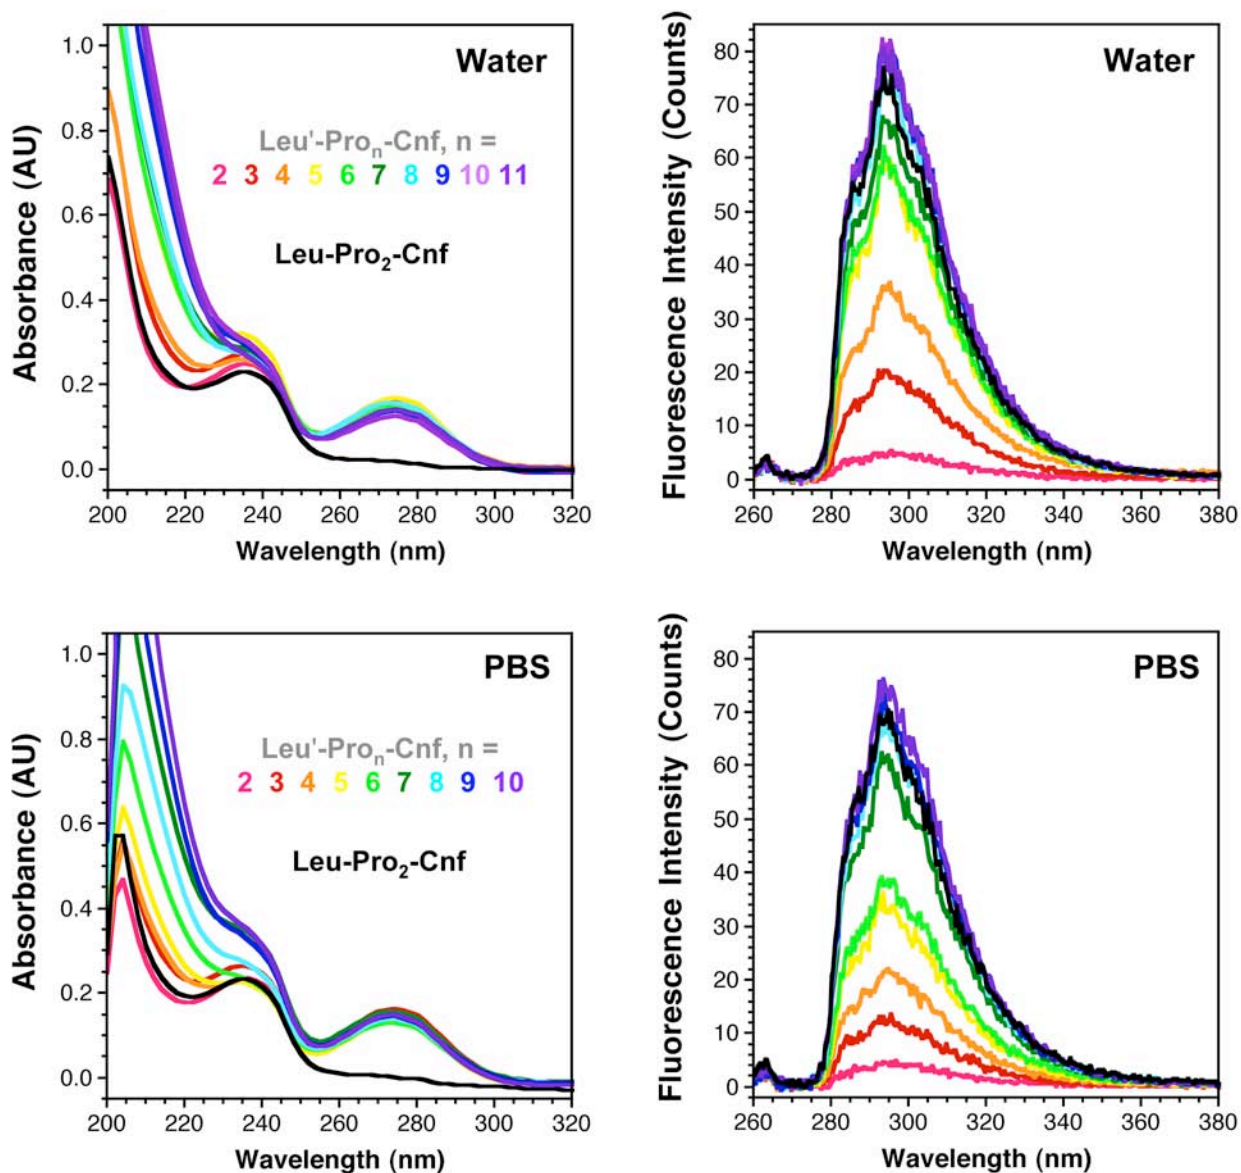 Absorbance (AU)
1.0
0.8
0.6
0.4
0.2
0.0
Water
Leu'-Proₙ-Cnf, n =
2 3 4 5 6 7 8 9 10 11
Leu-Pro₂-Cnf
200 220 240 260 280 300 320
Wavelength (nm)
Fluorescence Intensity (Counts)
80
70
60
50
40
30
20
10
0
Water
260 280 300 320 340 360 380
Wavelength (nm)
Absorbance (AU)
1.0
0.8
0.6
0.4
0.2
0.0
PBS
Leu'-Proₙ-Cnf, n =
2 3 4 5 6 7 8 9 10
Leu-Pro₂-Cnf
200 220 240 260 280 300 320
Wavelength (nm)
Fluorescence Intensity (Counts)
80
70
60
50
40
30
20
10
0
PBS
260 280 300 320 340 360 380
Wavelength (nm)